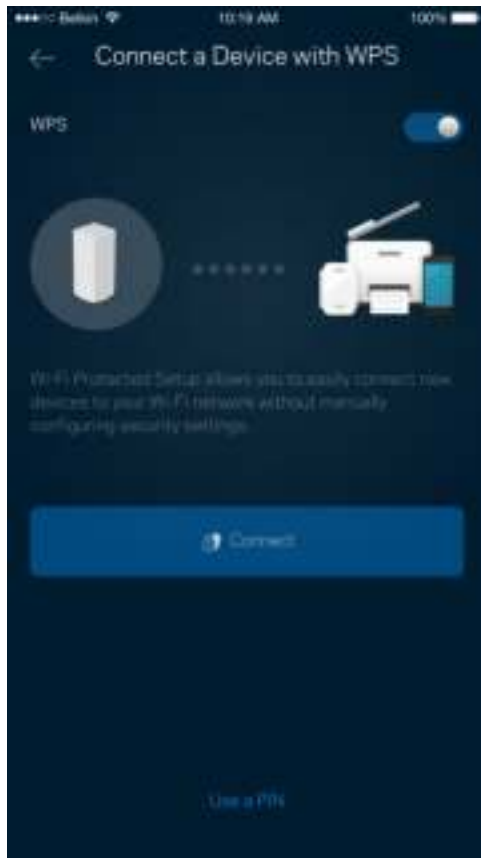 Belkin 10:19 AM 100%
Connect a Device with WPS
WPS
Wi-Fi Protected Setup allows you to easily connect new
devices to your Wi-Fi network without manually
configuring security settings.
Connect
Use a PIN